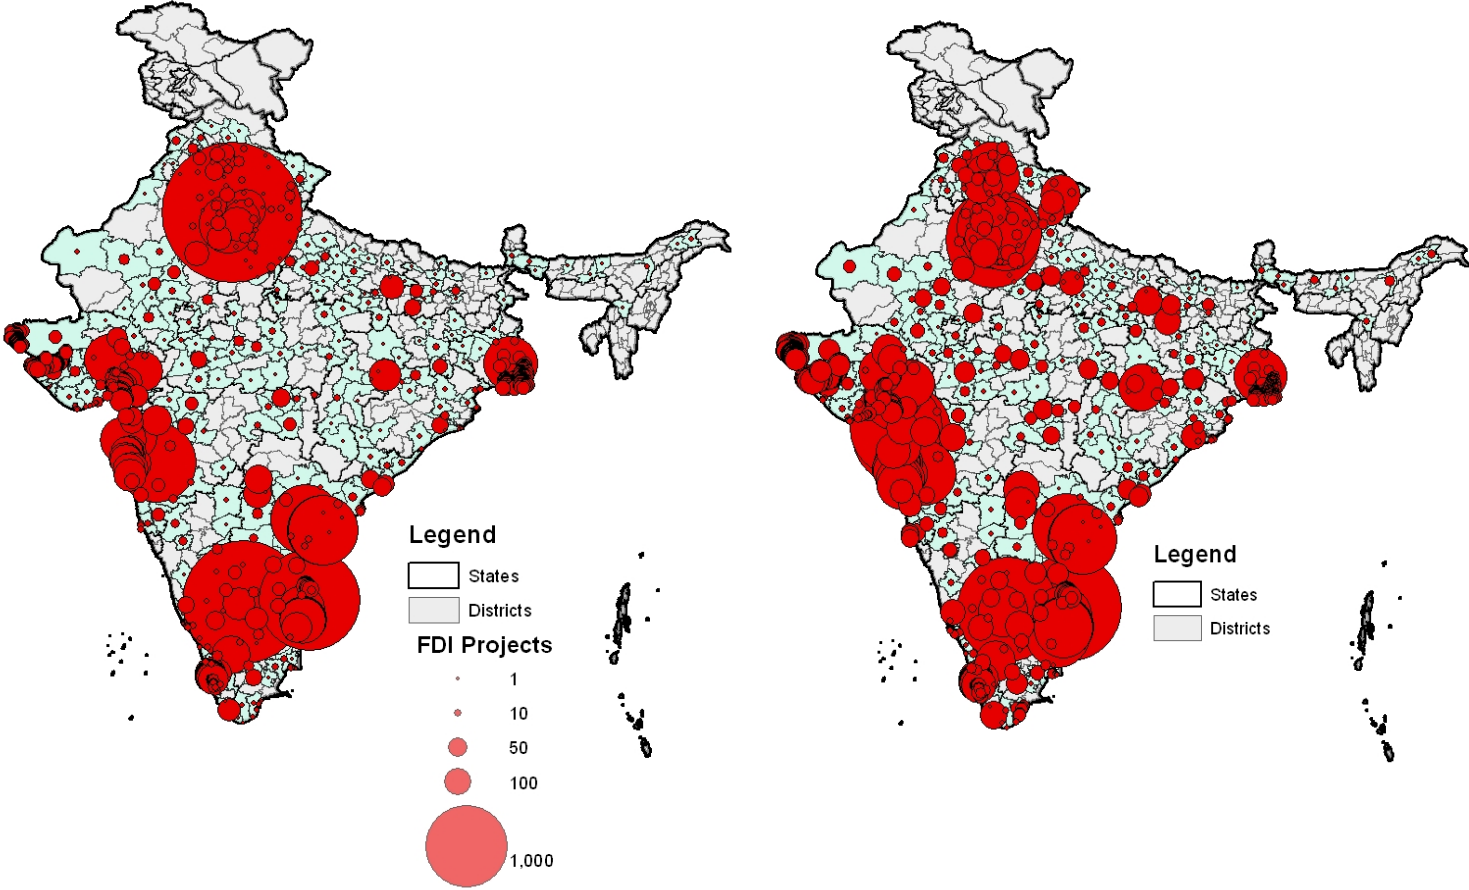 Legend
States
Districts
FDI Projects
1
10
50
100
1,000
Legend
States
Districts